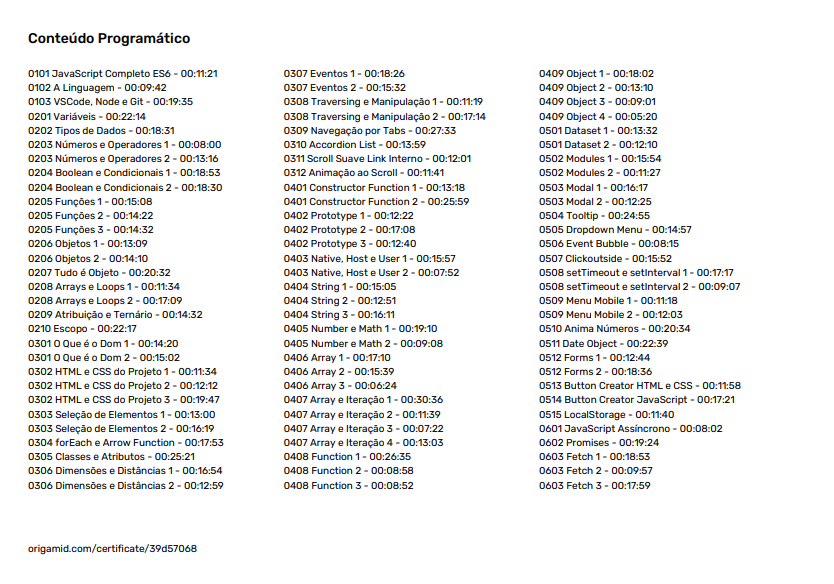 Conteúdo Programático
0101 JavaScript Completo ES6 - 00:11:21
0102 A Linguagem - 00:09:42
0103 VSCode, Node e Git - 00:19:35
0201 Variáveis - 00:22:14
0202 Tipos de Dados - 00:18:31
0203 Números e Operadores 1 - 00:08:00
0203 Números e Operadores 2 - 00:13:16
0204 Boolean e Condicionais 1 - 00:18:53
0204 Boolean e Condicionais 2 - 00:18:30
0205 Funções 1 - 00:15:08
0205 Funções 2 - 00:14:22
0205 Funções 3 - 00:14:32
0206 Objetos 1 - 00:13:09
0206 Objetos 2 - 00:14:10
0207 Tudo é Objeto - 00:20:32
0208 Arrays e Loops 1 - 00:11:34
0208 Arrays e Loops 2 - 00:17:09
0209 Atribuição e Ternário - 00:14:32
0210 Escopo - 00:22:17
0301 O Que é o Dom 1 - 00:14:20
0301 O Que é o Dom 2 - 00:15:02
0302 HTML e CSS do Projeto 1 - 00:11:34
0302 HTML e CSS do Projeto 2 - 00:12:12
0302 HTML e CSS do Projeto 3 - 00:19:47
0303 Seleção de Elementos 1 - 00:13:00
0303 Seleção de Elementos 2 - 00:16:19
0304 forEach e Arrow Function - 00:17:53
0305 Classes e Atributos - 00:25:21
0306 Dimensões e Distâncias 1 - 00:16:54
0306 Dimensões e Distâncias 2 - 00:12:59
0307 Eventos 1 - 00:18:26
0307 Eventos 2 - 00:15:32
0308 Traversing e Manipulação 1 - 00:11:19
0308 Traversing e Manipulação 2 - 00:17:14
0309 Navegação por Tabs - 00:27:33
0310 Accordion List - 00:13:59
0311 Scroll Suave Link Interno - 00:12:01
0312 Animação ao Scroll - 00:11:41
0401 Constructor Function 1 - 00:13:18
0401 Constructor Function 2 - 00:25:59
0402 Prototype 1 - 00:12:22
0402 Prototype 2 - 00:17:08
0402 Prototype 3 - 00:12:40
0403 Native, Host e User 1 - 00:15:57
0403 Native, Host e User 2 - 00:07:52
0404 String 1 - 00:15:05
0404 String 2 - 00:12:51
0404 String 3 - 00:16:11
0405 Number e Math 1 - 00:19:10
0405 Number e Math 2 - 00:09:08
0406 Array 1 - 00:17:10
0406 Array 2 - 00:15:39
0406 Array 3 - 00:06:24
0407 Array e Iteração 1 - 00:30:36
0407 Array e Iteração 2 - 00:11:39
0407 Array e Iteração 3 - 00:07:22
0407 Array e Iteração 4 - 00:13:03
0408 Function 1 - 00:26:35
0408 Function 2 - 00:08:58
0408 Function 3 - 00:08:52
0409 Object 1 - 00:18:02
0409 Object 2 - 00:13:10
0409 Object 3 - 00:09:01
0409 Object 4 - 00:05:20
0501 Dataset 1 - 00:13:32
0501 Dataset 2 - 00:12:10
0502 Modules 1 - 00:15:54
0502 Modules 2 - 00:11:27
0503 Modal 1 - 00:16:17
0503 Modal 2 - 00:12:25
0504 Tooltip - 00:24:55
0505 Dropdown Menu - 00:14:57
0506 Event Bubble - 00:08:15
0507 Clickoutside - 00:15:52
0508 setTimeout e setInterval 1 - 00:17:17
0508 setTimeout e setInterval 2 - 00:09:07
0509 Menu Mobile 1 - 00:11:18
0509 Menu Mobile 2 - 00:12:03
0510 Anima Números - 00:20:34
0511 Date Object - 00:22:39
0512 Forms 1 - 00:12:44
0512 Forms 2 - 00:18:36
0513 Button Creator HTML e CSS - 00:11:58
0514 Button Creator JavaScript - 00:17:21
0515 LocalStorage - 00:11:40
0601 JavaScript Assíncrono - 00:08:02
0602 Promises - 00:19:24
0603 Fetch 1 - 00:18:53
0603 Fetch 2 - 00:09:57
0603 Fetch 3 - 00:17:59
origamid.com/certificate/39d57068